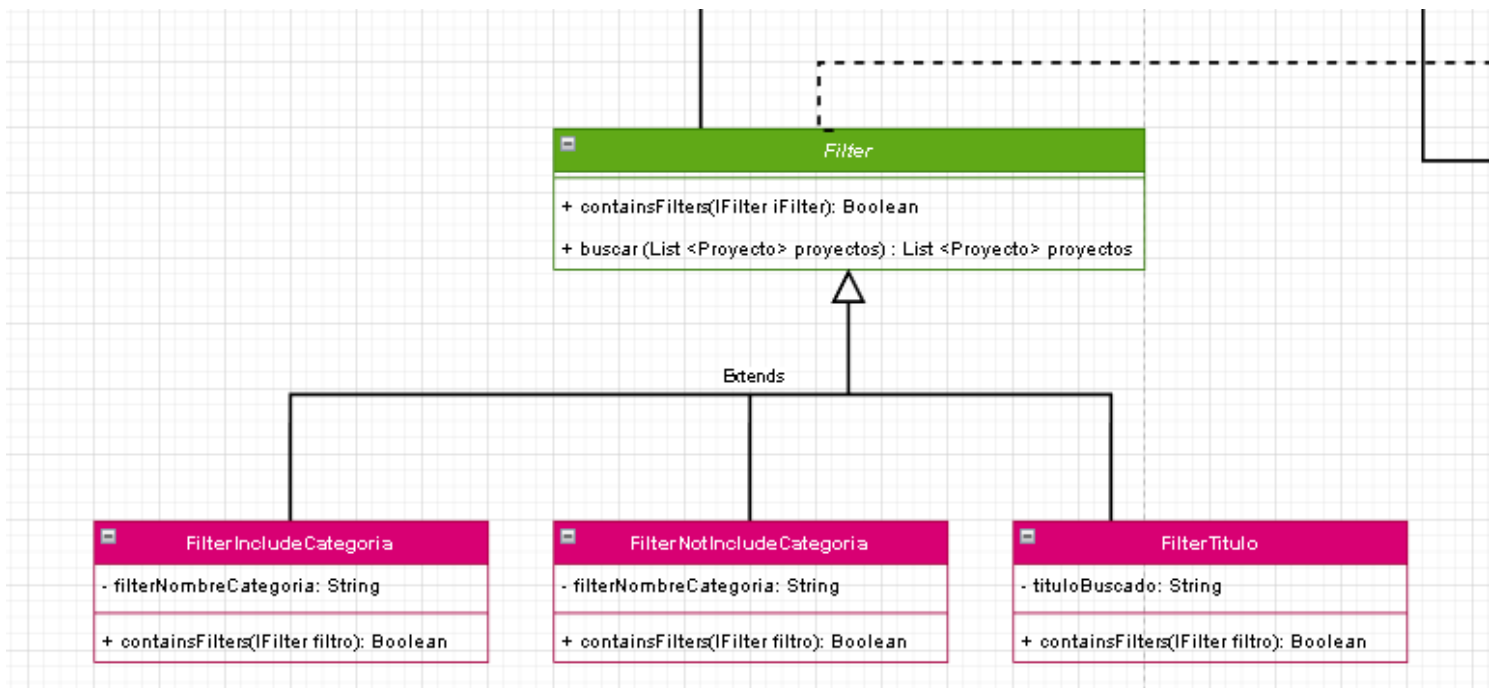 Filter
+ containsFilters(IFilter iFilter): Boolean
+ buscar (List <Proyecto> proyectos) : List <Proyecto> proyectos
Extends
FilterIncludeCategoria
- filterNombreCategoria: String
+ containsFilters(IFilter filtro): Boolean
FilterNotIncludeCategoria
- filterNombreCategoria: String
+ containsFilters(IFilter filtro): Boolean
FilterTitulo
- tituloBuscado: String
+ containsFilters(IFilter filtro): Boolean